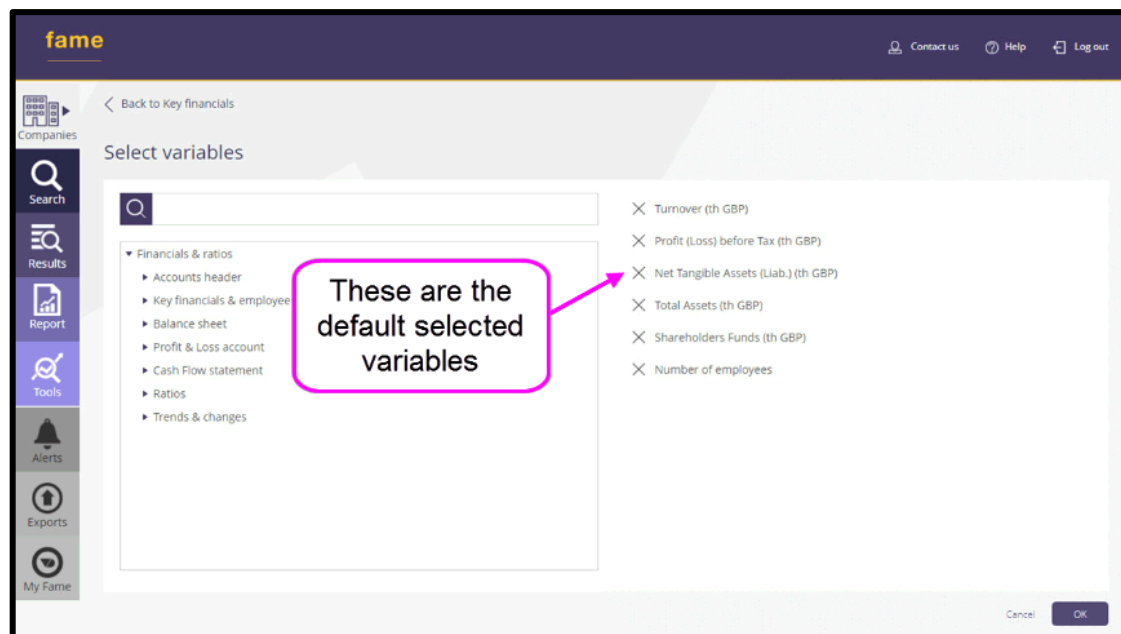 fame
Contact us
Help
Log out
Companies
Search
Results
Report
Tools
Alerts
Exports
My Fame
Back to Key financials
Select variables
Financials & ratios
Accounts header
Key financials & employee
Balance sheet
Profit & Loss account
Cash Flow statement
Ratios
Trends & changes
These are the
default selected
variables
Turnover (th GBP)
Profit (Loss) before Tax (th GBP)
Net Tangible Assets (Liab.) (th GBP)
Total Assets (th GBP)
Shareholders Funds (th GBP)
Number of employees
Cancel
OK